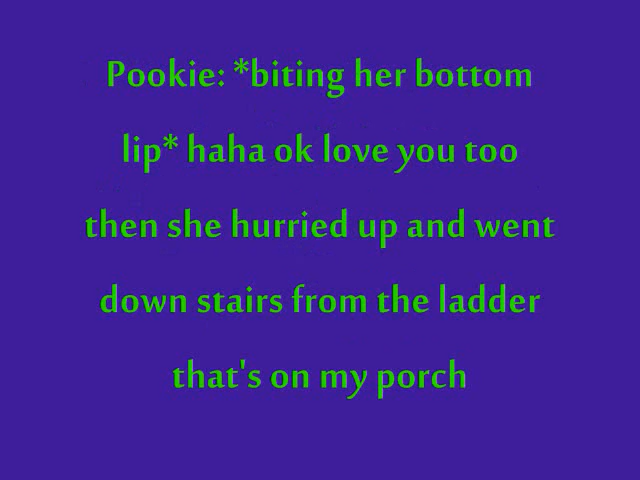 Pookie: *biting her bottom
lip* haha ok love you too
then she hurried up and went
down stairs from the ladder
that's on my porch